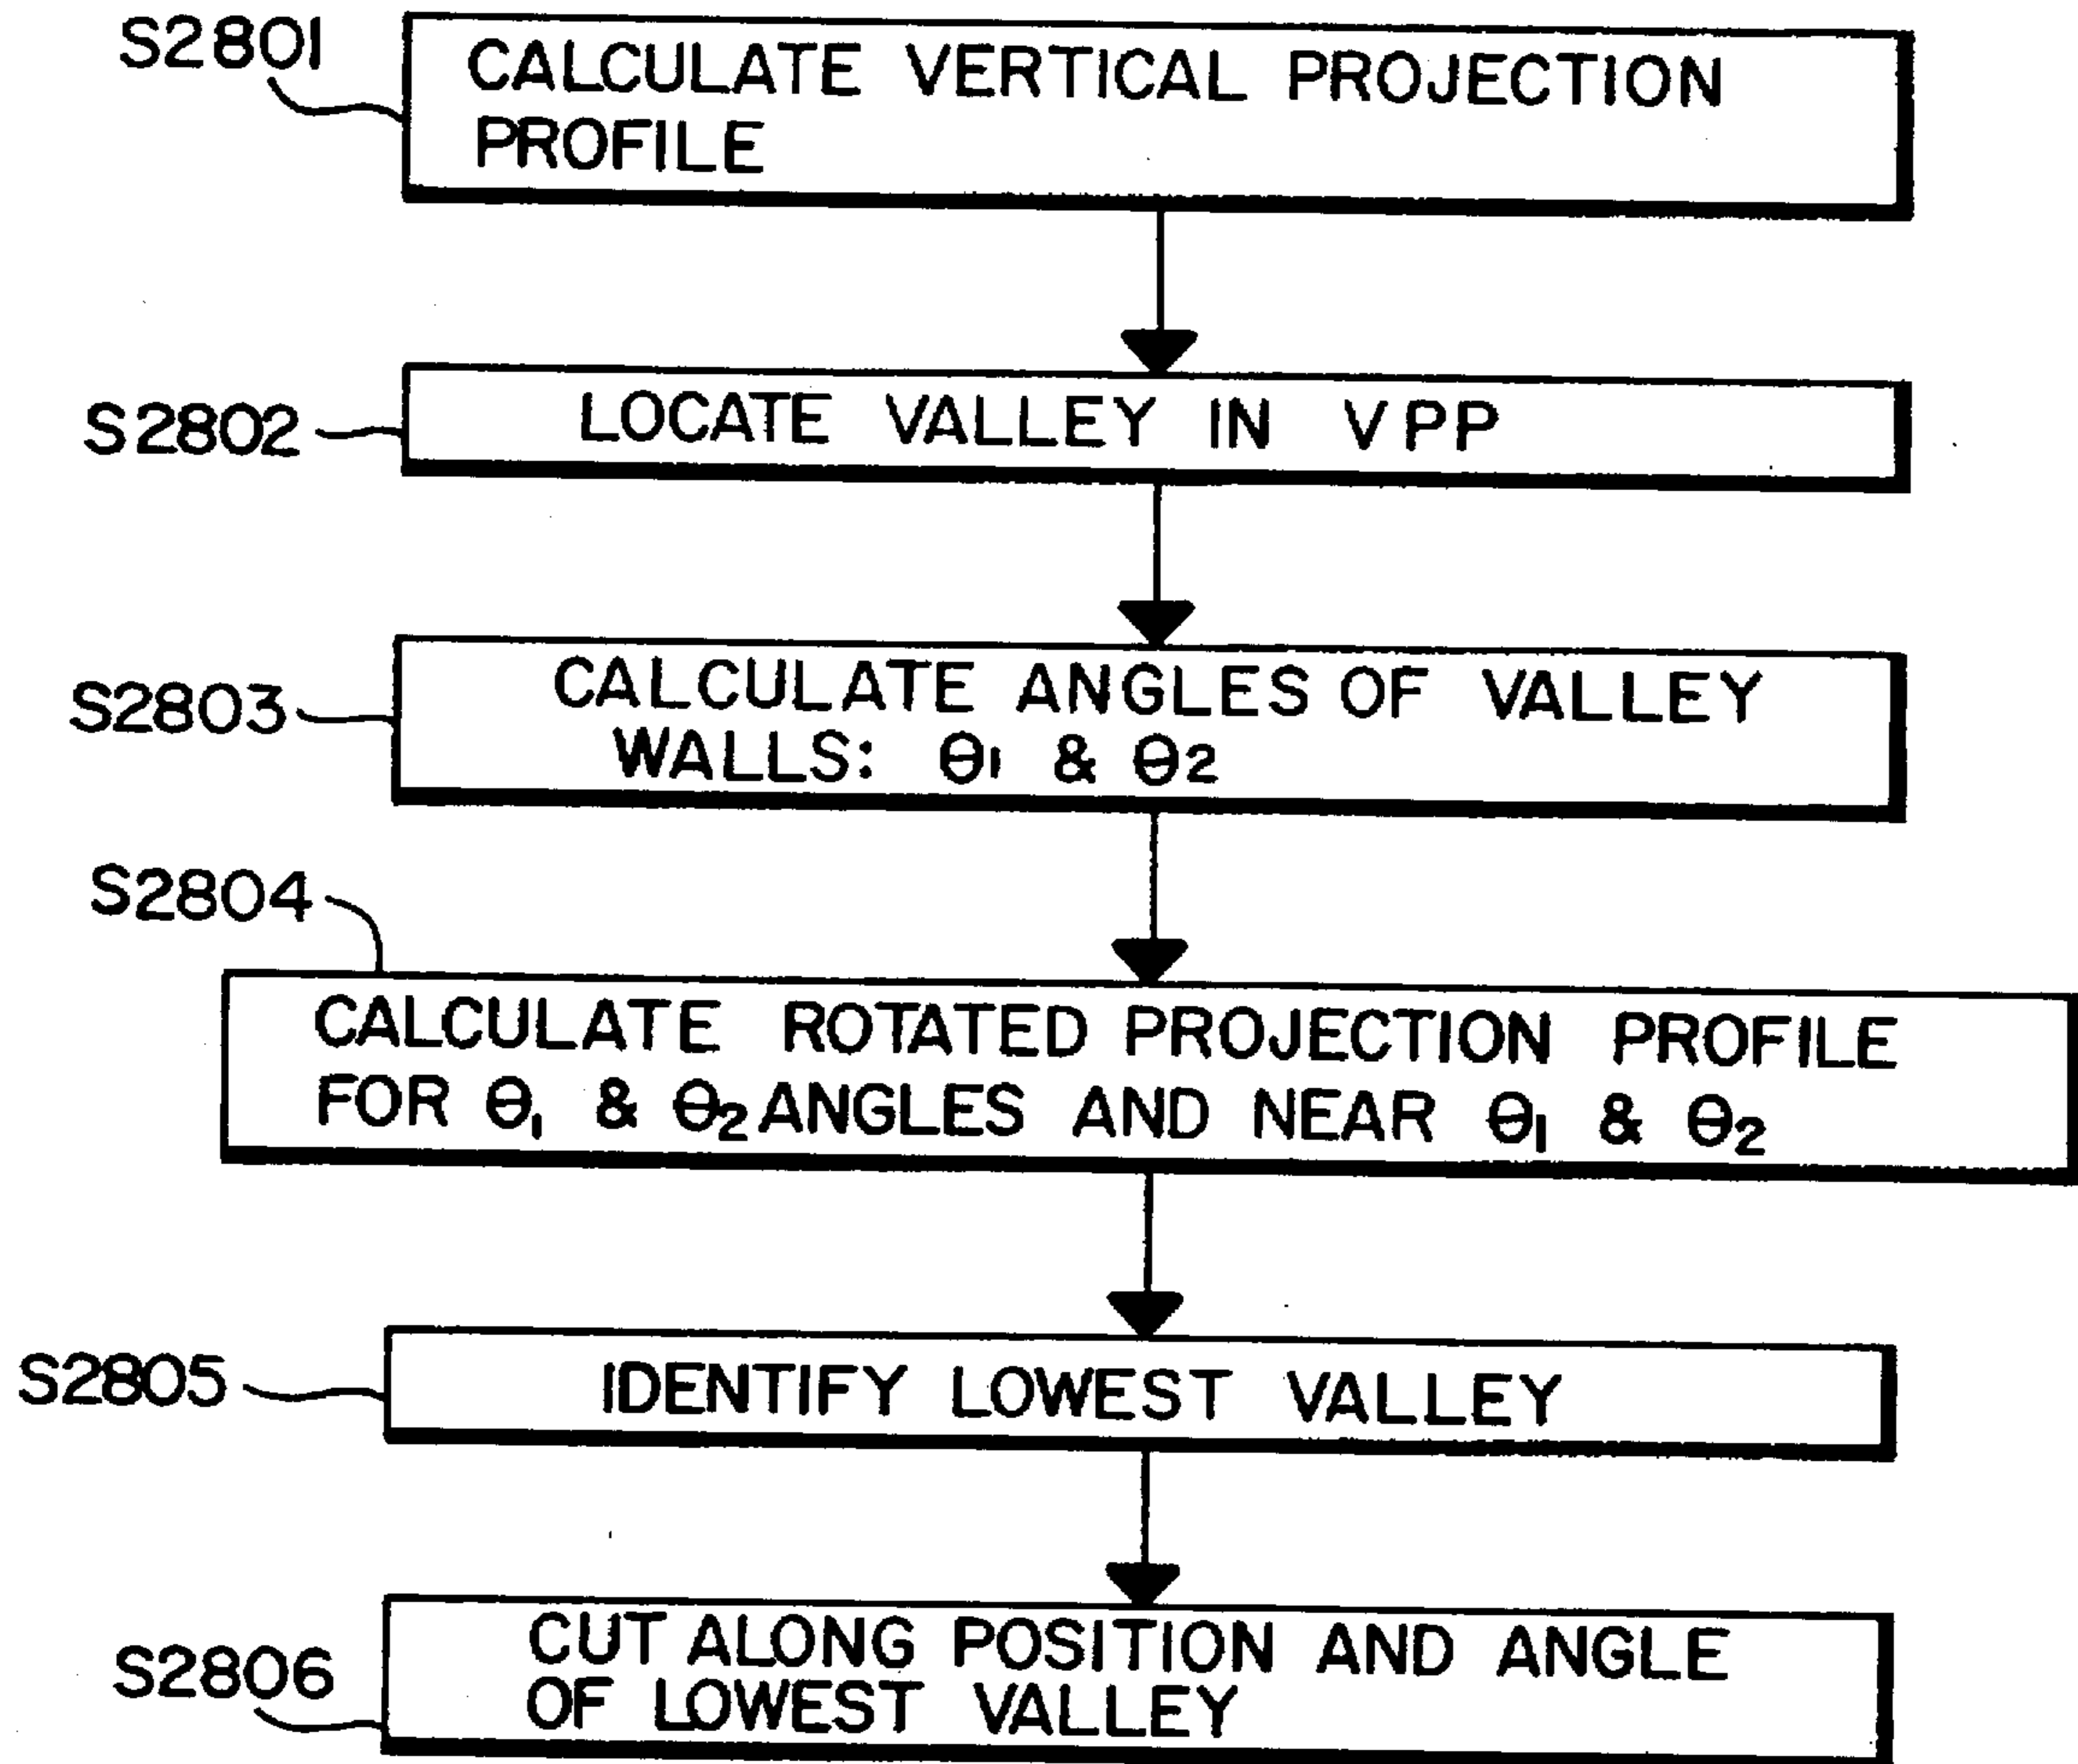 S2801
CALCULATE VERTICAL PROJECTION
PROFILE
S2802
LOCATE VALLEY IN VPP
S2803
CALCULATE ANGLES OF VALLEY
WALLS: Θ1 & Θ2
S2804
CALCULATE ROTATED PROJECTION PROFILE
FOR Θ1 & Θ2 ANGLES AND NEAR Θ1 & Θ2
S2805
IDENTIFY LOWEST VALLEY
S2806
CUT ALONG POSITION AND ANGLE
OF LOWEST VALLEY